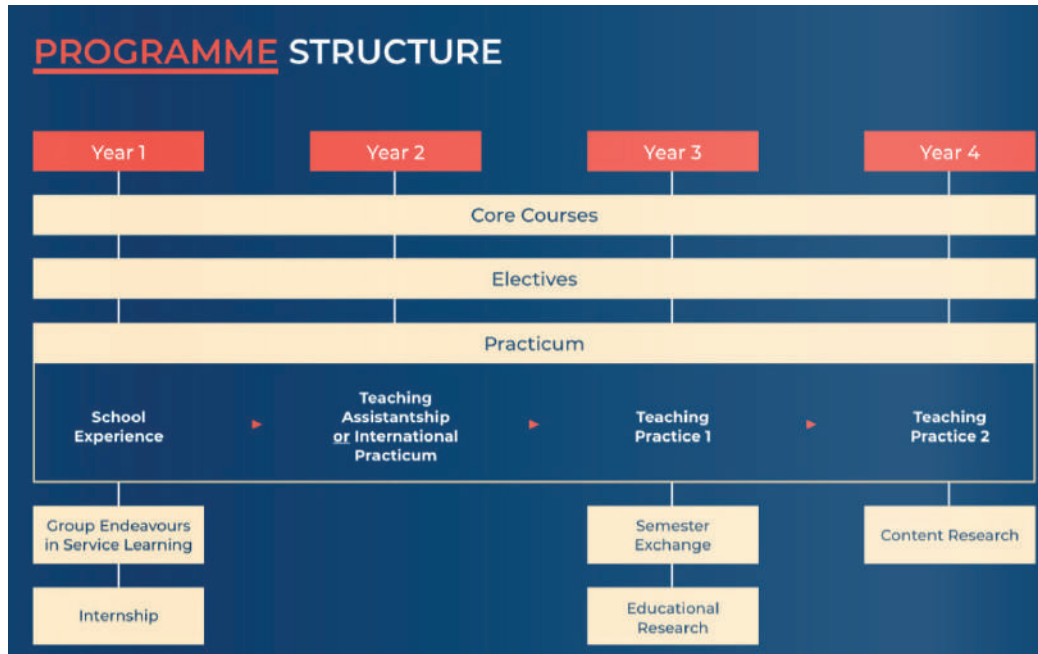 PROGRAMME STRUCTURE
Year 1
Year 2
Year 3
Year 4
Core Courses
Electives
Practicum
School
Experience
Teaching
Assistantship
or International
Practicum
Teaching
Practice 1
Teaching
Practice 2
Group Endeavours
in Service Learning
Semester
Exchange
Content Research
Internship
Educational
Research